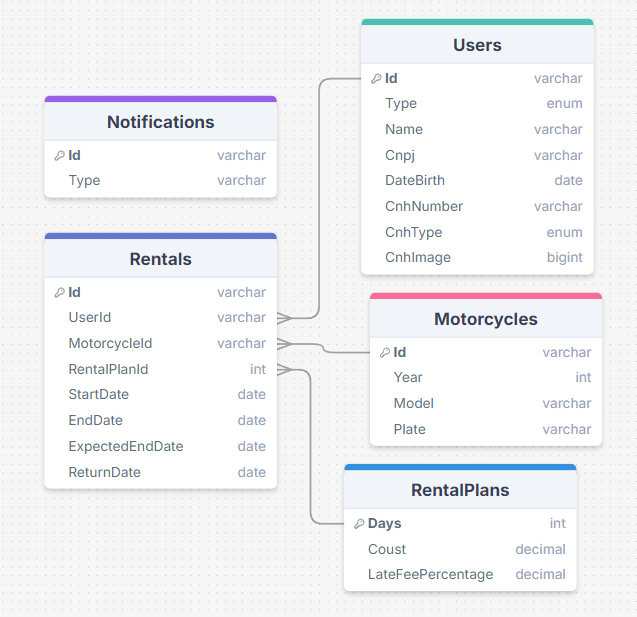 Users
Id varchar
Type enum
Name varchar
Cnpj varchar
DateBirth date
CnhNumber varchar
CnhType enum
CnhImage bigint
Notifications
Id varchar
Type varchar
Rentals
Id varchar
UserId varchar
MotorcycleId varchar
RentalPlanId int
StartDate date
EndDate date
ExpectedEndDate date
ReturnDate date
Motorcycles
Id varchar
Year int
Model varchar
Plate varchar
RentalPlans
Days int
Coust decimal
LateFeePercentage decimal